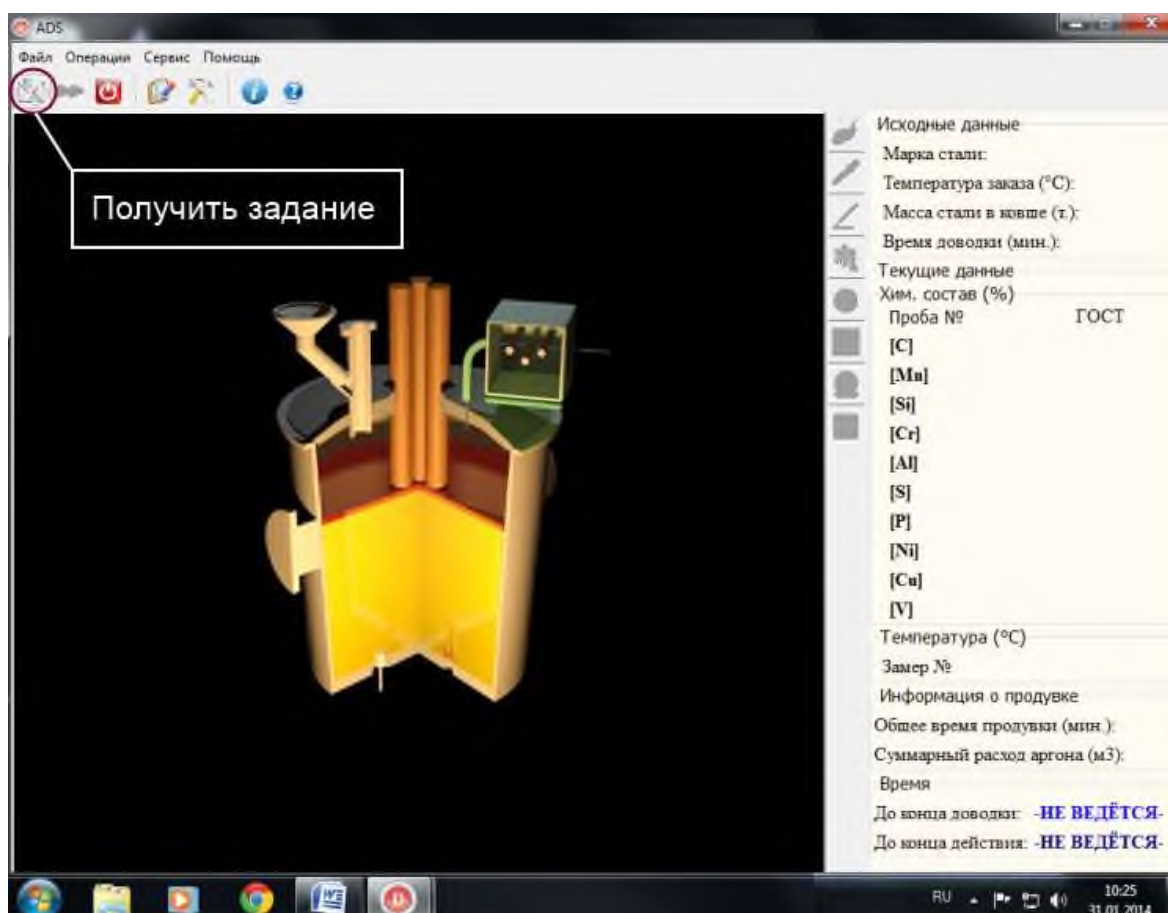 ADS
Файл Операции Сервис Помощь
Получить задание
Исходные данные
Марка стали:
Температура заказа (°С):
Масса стали в ковше (т.):
Время доводки (мин.):
Текущие данные
Хим. состав (%)
Проба № ГОСТ
[C]
[Mn]
[Si]
[Cr]
[Al]
[S]
[P]
[Ni]
[Cu]
[V]
Температура (°С)
Замер №
Информация о продувке
Общее время продувки (мин.):
Суммарный расход аргона (м3):
Время
До конца доводки: -НЕ ВЕДЁТСЯ-
До конца действия: -НЕ ВЕДЁТСЯ-
RU 10:25
31.01.2014